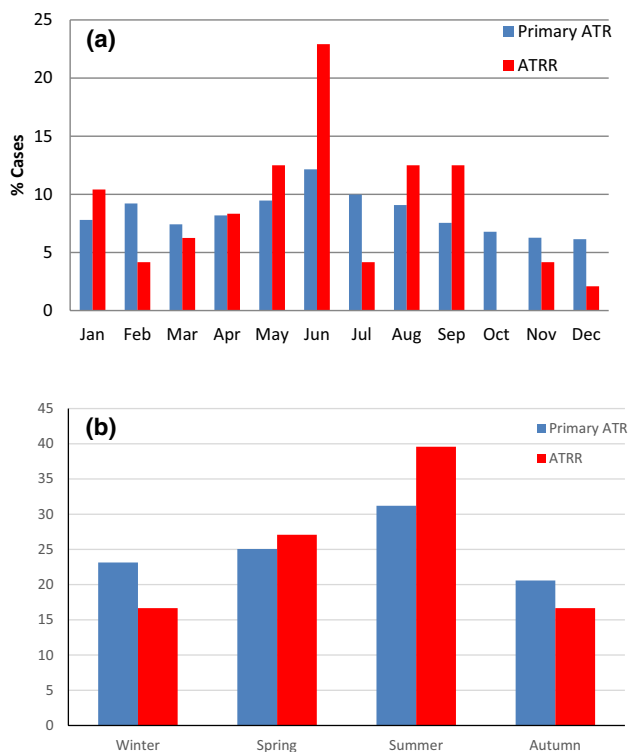 (a)
Primary ATR
ATRR
% Cases
25
20
15
10
5
0
Jan Feb Mar Apr May Jun Jul Aug Sep Oct Nov Dec
(b)
Primary ATR
ATRR
45
40
35
30
25
20
15
10
5
0
Winter Spring Summer Autumn